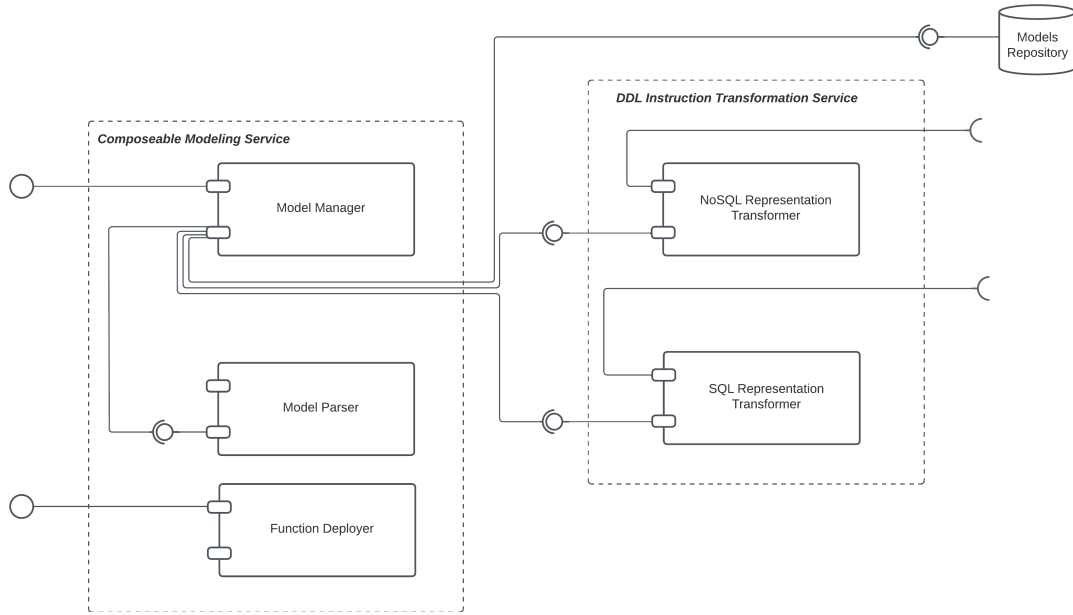 Models
Repository
DDL Instruction Transformation Service
Composeable Modeling Service
Model Manager
NoSQL Representation
Transformer
Model Parser
SQL Representation
Transformer
Function Deployer